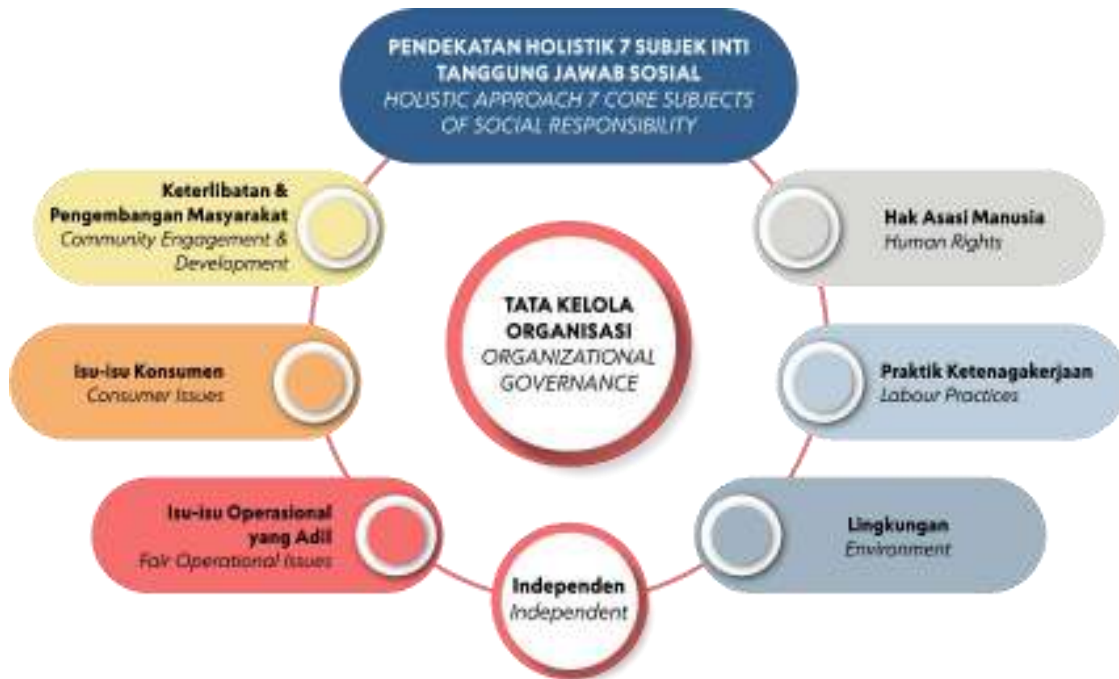 PENDEKATAN HOLISTIK 7 SUBJEK INTI
TANGGUNG JAWAB SOSIAL
HOLISTIC APPROACH 7 CORE SUBJECTS
OF SOCIAL RESPONSIBILITY
Keterlibatan &
Pengembangan Masyarakat
Community Engagement &
Development
Hak Asasi Manusia
Human Rights
TATA KELOLA
ORGANISASI
ORGANIZATIONAL
GOVERNANCE
Isu-isu Konsumen
Consumer Issues
Praktik Ketenagakerjaan
Labour Practices
Isu-isu Operasional
yang Adil
Fair Operational Issues
Lingkungan
Environment
Independen
Independent